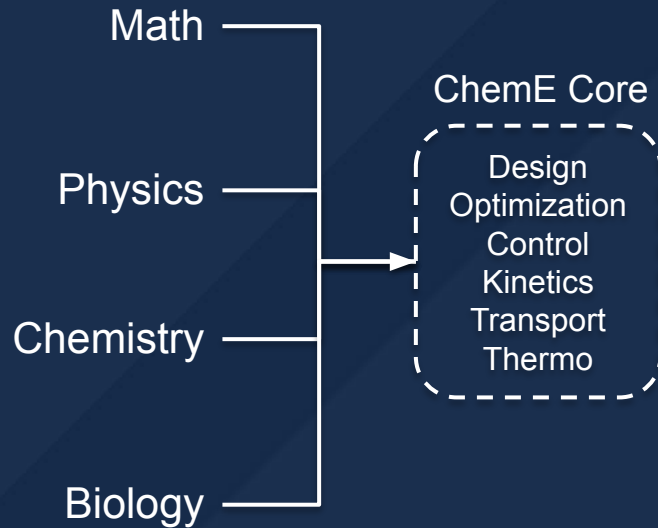 Math
Physics
Chemistry
Biology
ChemE Core
Design
Optimization
Control
Kinetics
Transport
Thermo